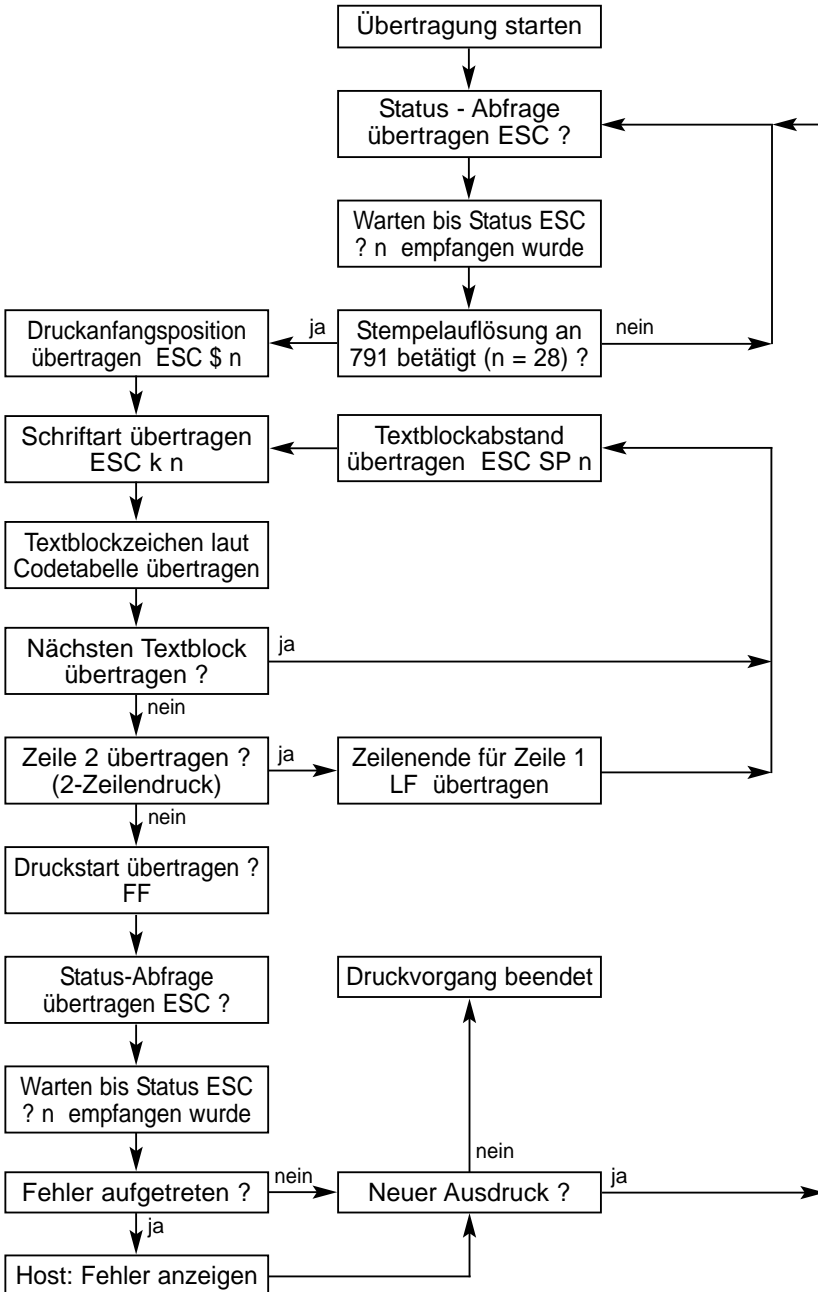 Übertragung starten
Status - Abfrage
übertragen ESC ?
Warten bis Status ESC
? n empfangen wurde
Druckanfangsposition
übertragen ESC $ n
ja
Stempelauflösung an
791 betätigt (n = 28) ?
nein
Schriftart übertragen
ESC k n
Textblockabstand
übertragen ESC SP n
Textblockzeichen laut
Codetabelle übertragen
Nächsten Textblock
übertragen ?
ja
nein
Zeile 2 übertragen ?
(2-Zeilendruck)
ja
Zeilenende für Zeile 1
LF übertragen
nein
Druckstart übertragen ?
FF
Status-Abfrage
übertragen ESC ?
Druckvorgang beendet
Warten bis Status ESC
? n empfangen wurde
nein
Fehler aufgetreten ?
nein
Neuer Ausdruck ?
ja
ja
Host: Fehler anzeigen